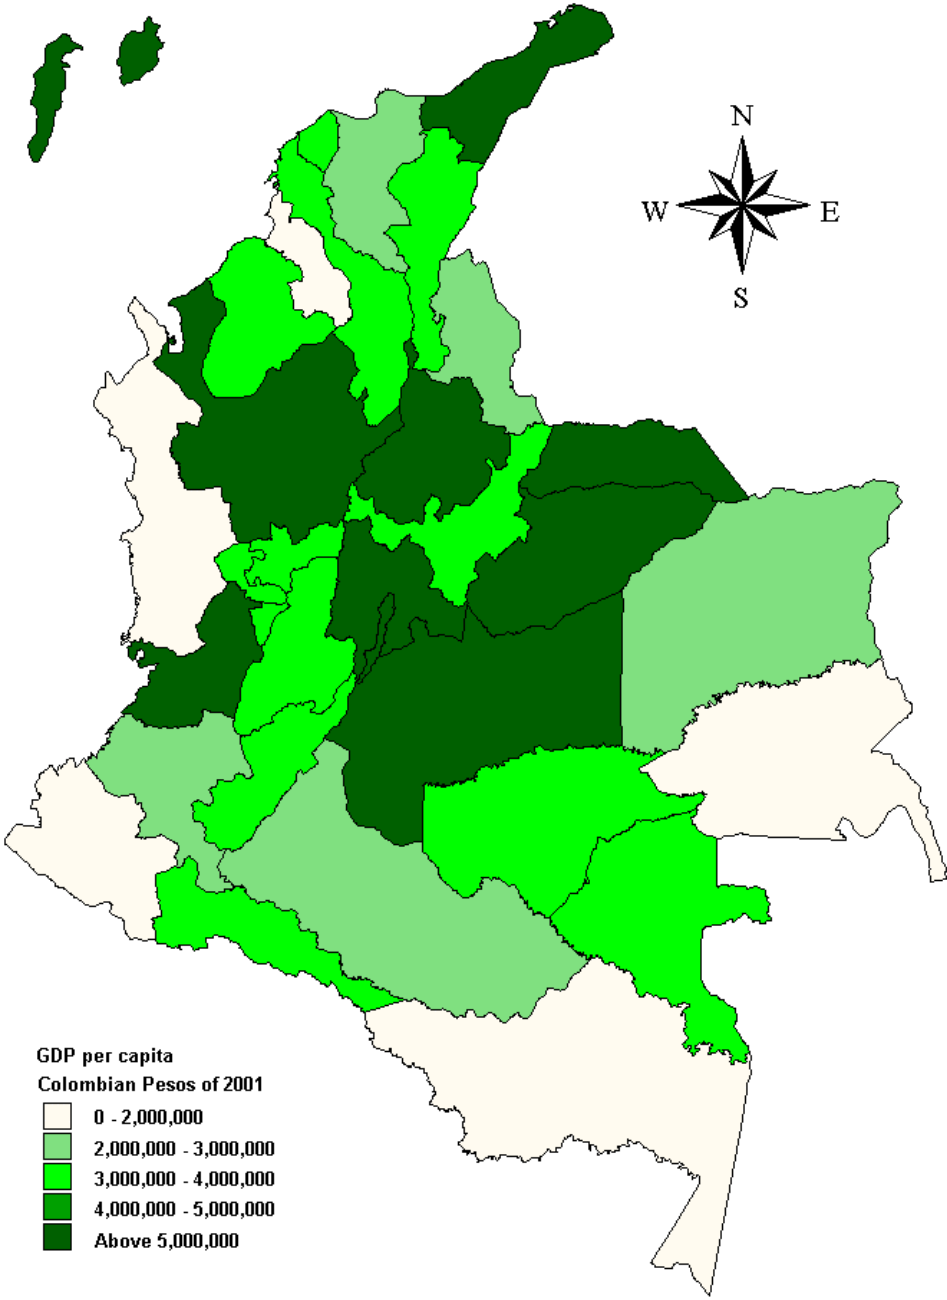 N
W E
S
GDP per capita
Colombian Pesos of 2001
0 - 2,000,000
2,000,000 - 3,000,000
3,000,000 - 4,000,000
4,000,000 - 5,000,000
Above 5,000,000